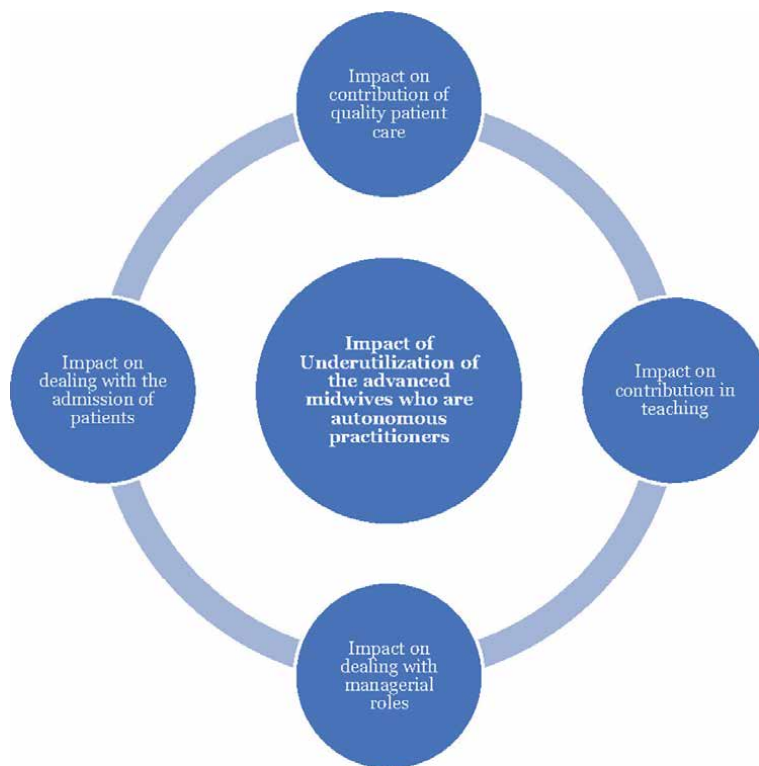 Impact on
contribution of
quality patient
care
Impact on
dealing with the
admission of
patients
Impact of
Underutilization of
the advanced
midwives who are
autonomous
practitioners
Impact on
contribution in
teaching
Impact on
dealing with
managerial
roles